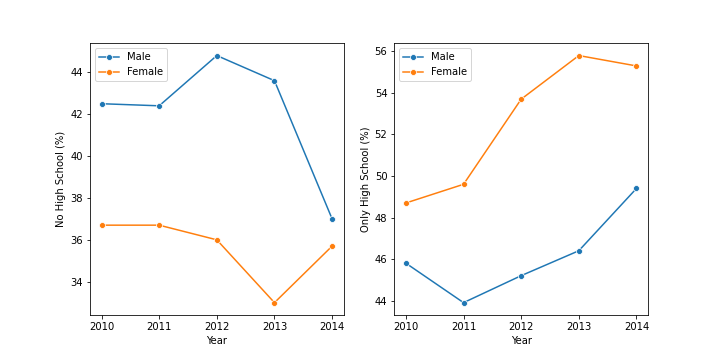 Male
Female
44
42
40
38
36
34
No High School (%)
2010 2011 2012 2013 2014
Year
Male
Female
56
54
52
50
48
46
44
Only High School (%)
2010 2011 2012 2013 2014
Year